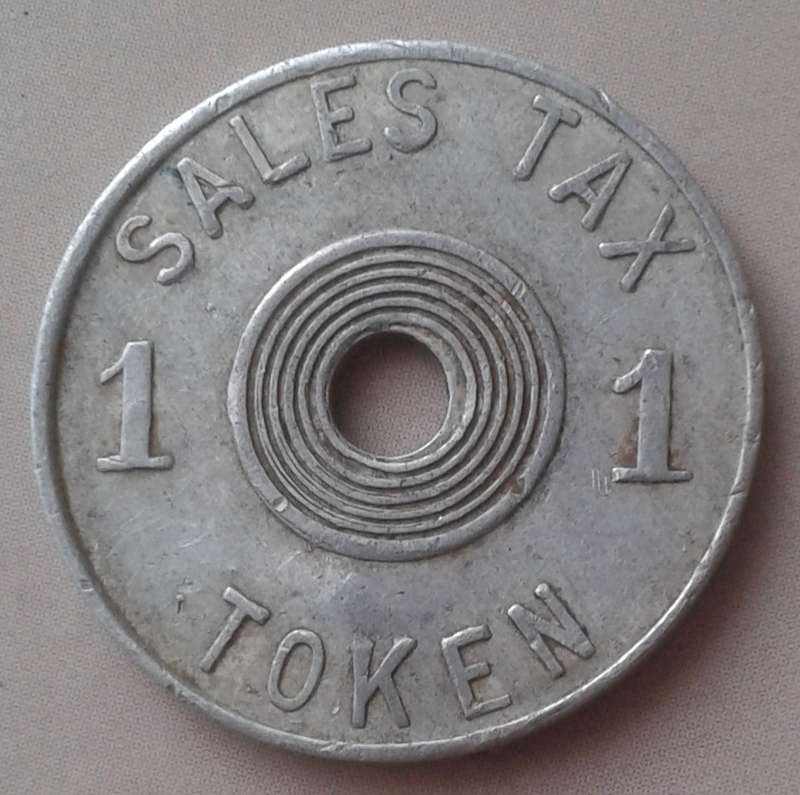 SALES TAX
1 1
TOKEN